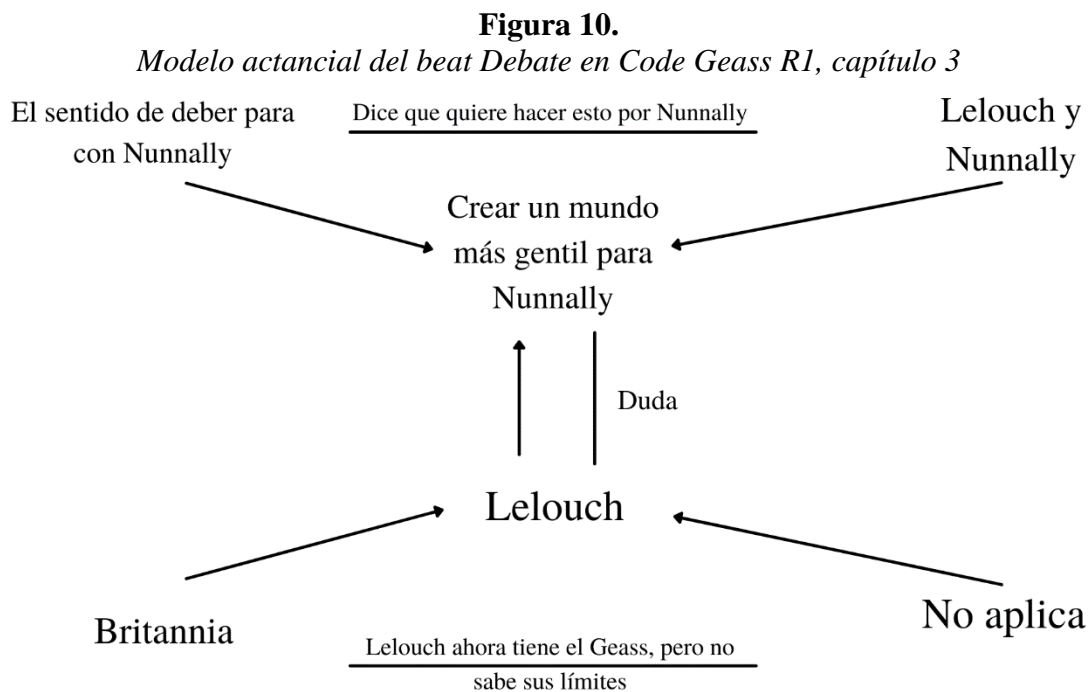 Figura 10.
Modelo actancial del beat Debate en Code Geass R1, capítulo 3
El sentido de deber para
con Nunnally
Dice que quiere hacer esto por Nunnally
Lelouch y
Nunnally
Crear un mundo
más gentil para
Nunnally
Duda
Lelouch
Britannia
No aplica
Lelouch ahora tiene el Geass, pero no
sabe sus límites